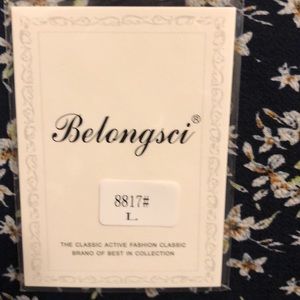 Belongsci®
8817#
L.
THE CLASSIC ACTIVE FASHION CLASSIC
BRAND OF BEST IN COLLECTION